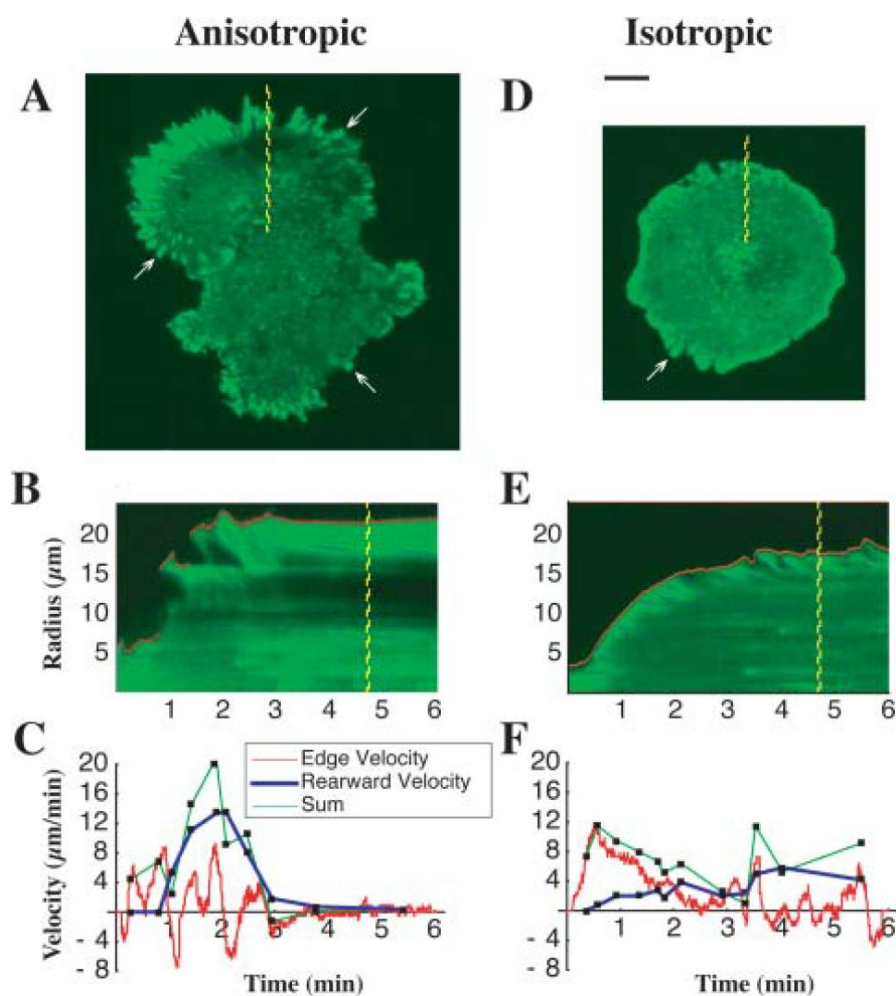 Anisotropic
Isotropic
A
D
B
E
Radius (µm)
20
15
10
5
20
15
10
5
1 2 3 4 5 6
1 2 3 4 5 6
C
F
Velocity (µm/min)
20
16
12
8
4
- 4
- 8
Edge Velocity
Rearward Velocity
Sum
1 2 3 4 5 6
Time (min)
20
16
12
8
4
- 4
- 8
1 2 3 4 5 6
Time (min)